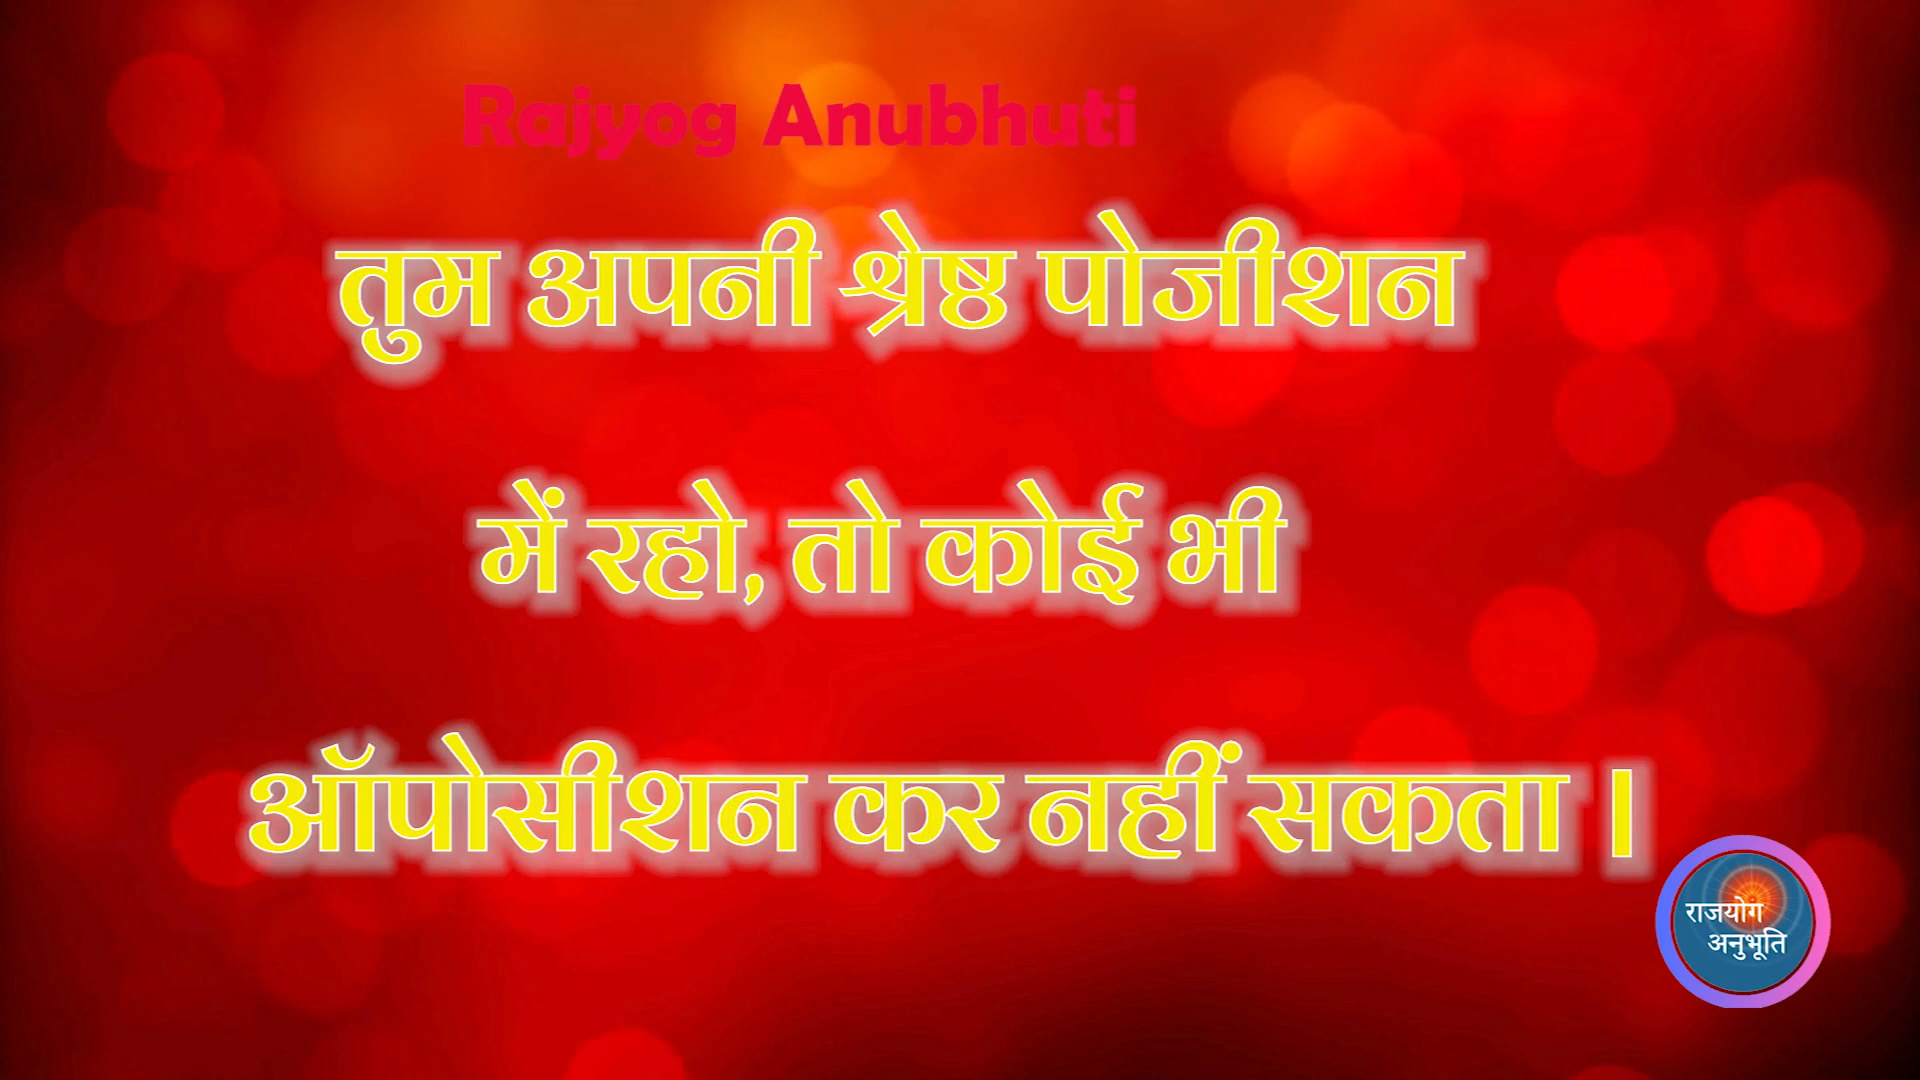 Rajyog Anubhuti
तुम अपनी श्रेष्ठ पोजीशन
में रहो, तो कोई भी
ऑपोसीशन कर नहीं सकता ।
राजयोग
अनुभूति